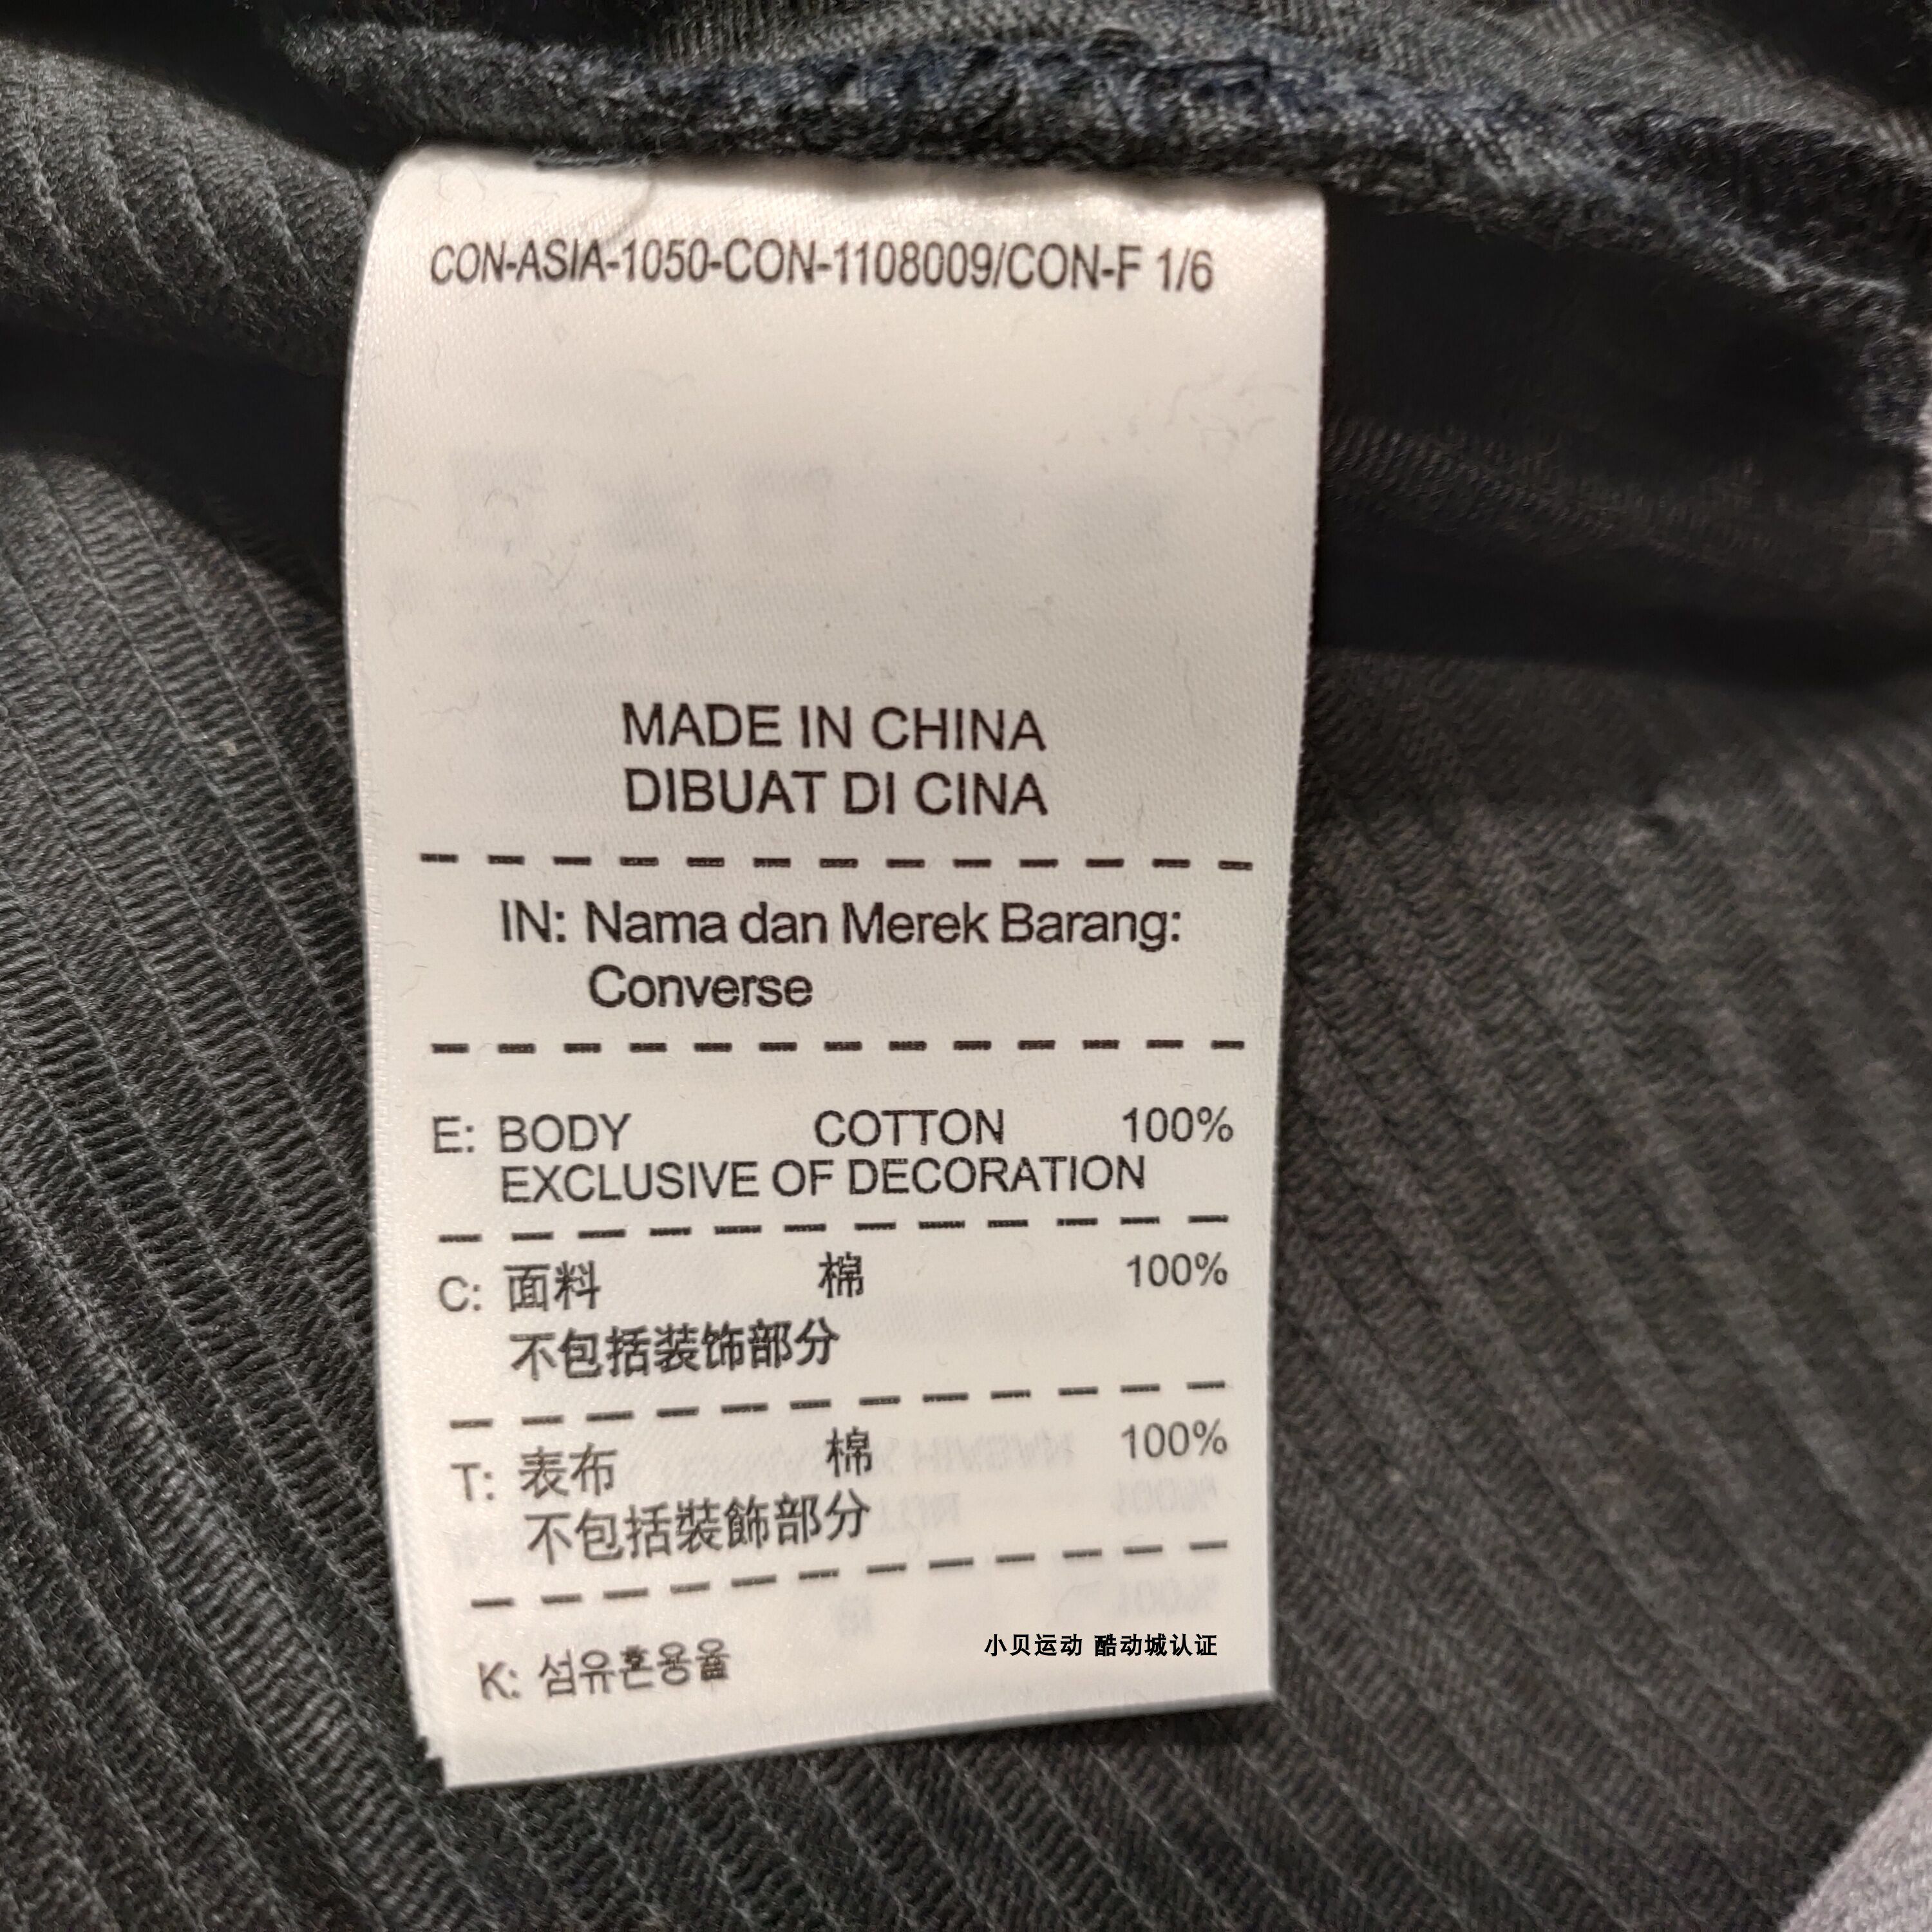 CON-ASIA-1050-CON-1108009/CON-F 1/6
MADE IN CHINA
DIBUAT DI CINA
IN: Nama dan Merek Barang:
Converse
E: BODY COTTON 100%
EXCLUSIVE OF DECORATION
C: 面料 棉 100%
不包括装饰部分
T: 表布 棉 100%
不包括裝飾部分
K: 섬유혼용율
小贝运动 酷动城认证